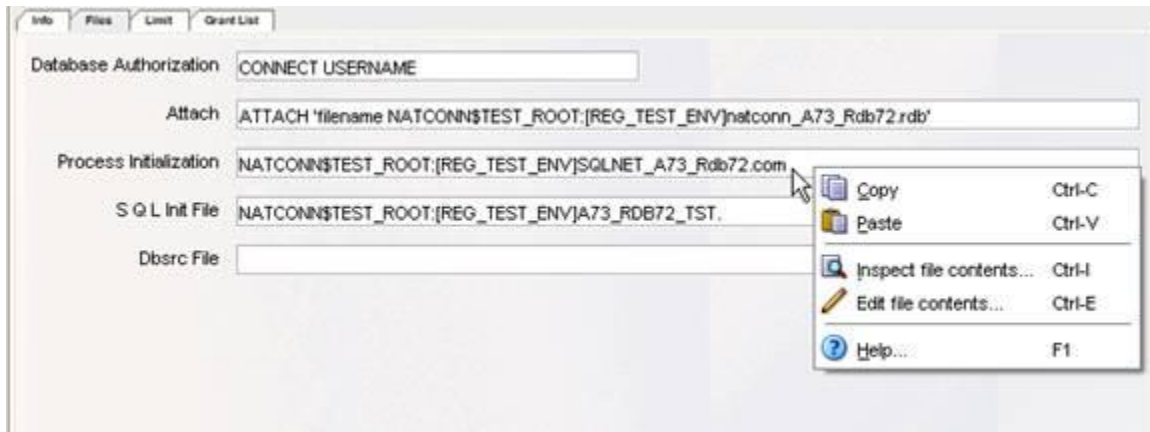 Info Files Limit Grant List
Database Authorization CONNECT USERNAME
Attach ATTACH 'filename NATCONN$TEST_ROOT:[REG_TEST_ENV]natconn_A73_Rdb72.rdb'
Process Initialization NATCONN$TEST_ROOT:[REG_TEST_ENV]SQLNET_A73_Rdb72.com
S Q L Init File NATCONN$TEST_ROOT:[REG_TEST_ENV]A73_RDB72_TST.
Dbsrc File
Copy Ctrl-C
Paste Ctrl-V
Inspect file contents... Ctrl-I
Edit file contents... Ctrl-E
Help... F1